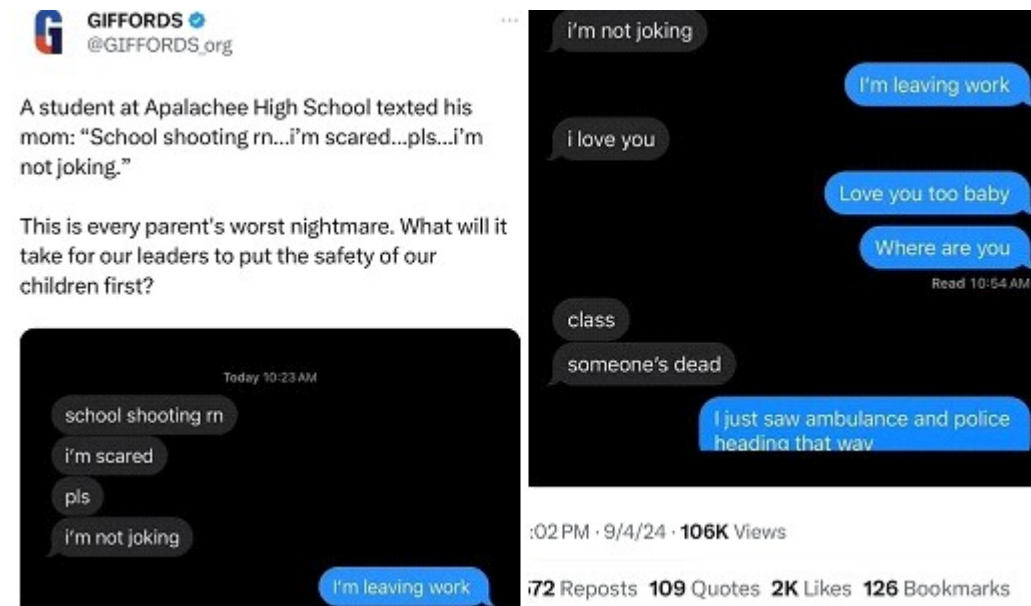 GIFFORDS
@GIFFORDS_org
A student at Apalachee High School texted his
mom: “School shooting rn...i’m scared...pls...i’m
not joking.”
This is every parent's worst nightmare. What will it
take for our leaders to put the safety of our
children first?
Today 10:23 AM
school shooting rn
i’m scared
pls
i’m not joking
I’m leaving work
i’m not joking
I’m leaving work
i love you
Love you too baby
Where are you
Read 10:54 AM
class
someone’s dead
I just saw ambulance and police
heading that way
:02 PM · 9/4/24 · 106K Views
72 Reposts 109 Quotes 2K Likes 126 Bookmarks